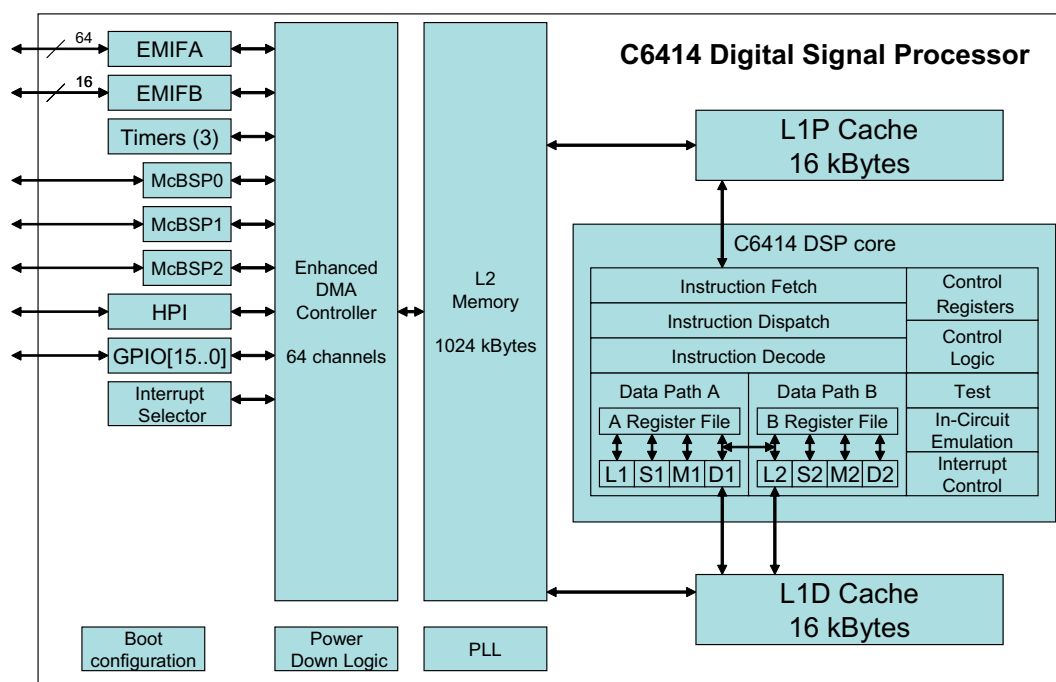 C6414 Digital Signal Processor
64
EMIFA
16
EMIFB
Timers (3)
McBSP0
McBSP1
McBSP2
HPI
GPIO[15..0]
Interrupt
Selector
Enhanced
DMA
Controller
64 channels
L2
Memory
1024 kBytes
L1P Cache
16 kBytes
C6414 DSP core
Instruction Fetch
Instruction Dispatch
Instruction Decode
Control
Registers
Control
Logic
Data Path A
A Register File
L1 S1 M1 D1
Data Path B
B Register File
L2 S2 M2 D2
Test
In-Circuit
Emulation
Interrupt
Control
L1D Cache
16 kBytes
Boot
configuration
Power
Down Logic
PLL